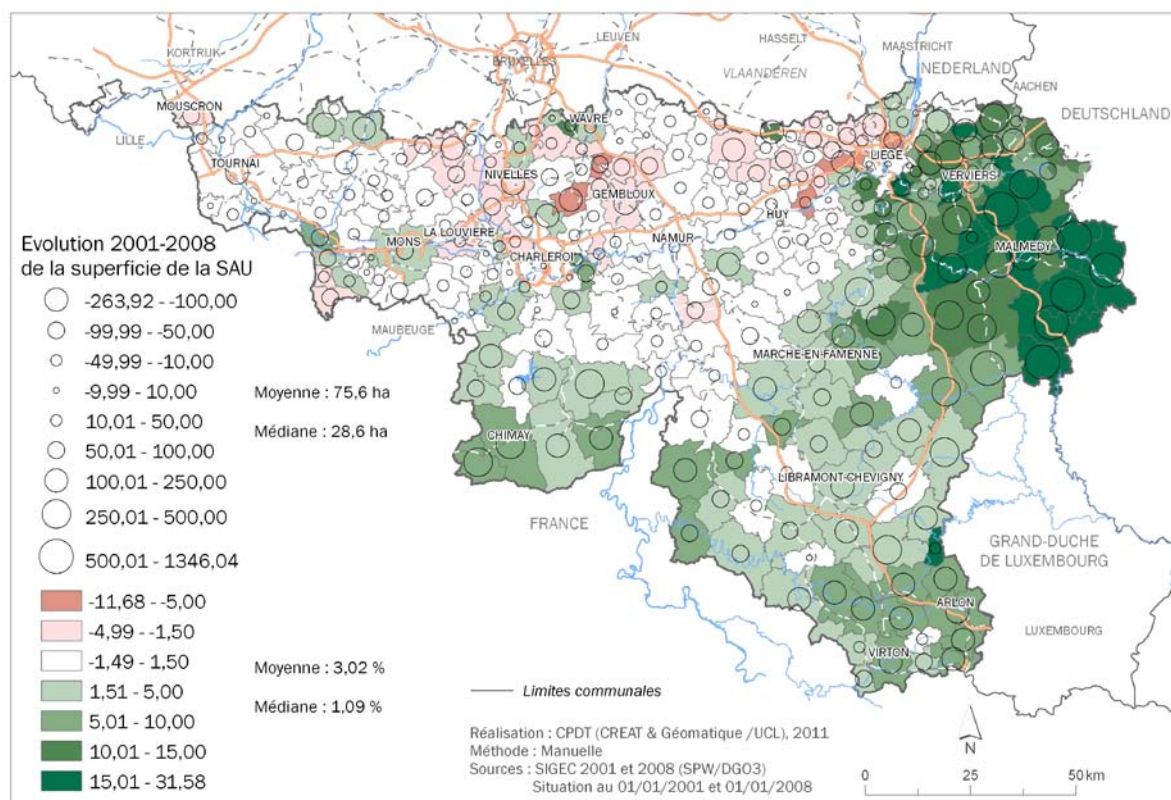 KORTRIJK
LEUVEN
HASSELT
MAASTRICHT
NEDERLAND
BRUXELLES
VLAANDEREN
AACHEN
DEUTSCHLAND
MOUSCRON
WAVRE
LILLE
LIEGE
TOURNAI
VERVIERS
NIVELLES
GEMBLOUX
HUY
LA LOUVIERE
NAMUR
MONS
MALMEDY
CHARLEROI
MAUBEUGE
MARCHE-EN-FAMENNE
CHIMAY
LIBRAMONT-CHEVIGNY
FRANCE
GRAND-DUCHE
DE LUXEMBOURG
ARLON
LUXEMBOURG
VIRTON
Evolution 2001-2008
de la superficie de la SAU
-263,92 - -100,00
-99,99 - -50,00
-49,99 - -10,00
-9,99 - 10,00
10,01 - 50,00
50,01 - 100,00
100,01 - 250,00
250,01 - 500,00
500,01 - 1346,04
Moyenne : 75,6 ha
Médiane : 28,6 ha
-11,68 - -5,00
-4,99 - -1,50
-1,49 - 1,50
1,51 - 5,00
5,01 - 10,00
10,01 - 15,00
15,01 - 31,58
Moyenne : 3,02 %
Médiane : 1,09 %
Limites communales
Réalisation : CPDT (CREAT & Géomatique /UCL), 2011
Méthode : Manuelle
Sources : SIGEC 2001 et 2008 (SPW/DGO3)
Situation au 01/01/2001 et 01/01/2008
N
0 25 50 km